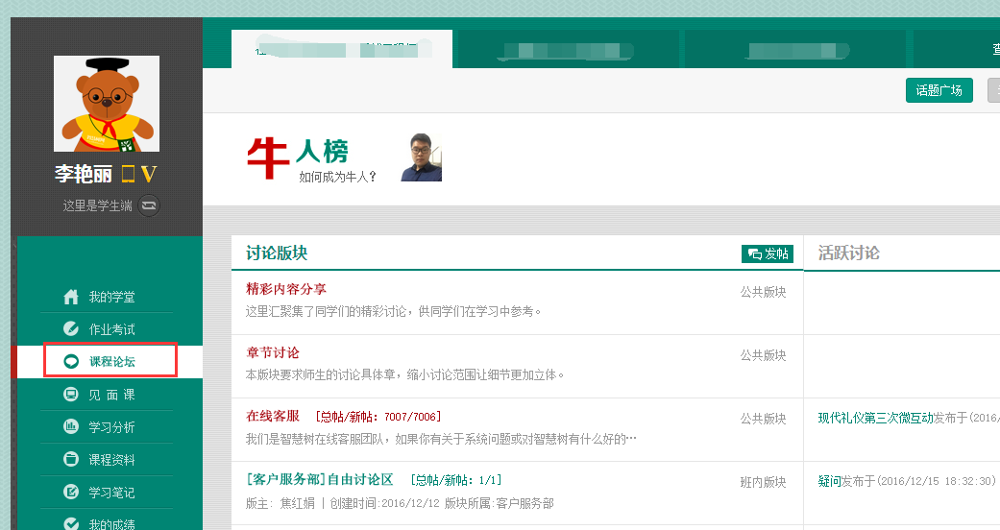 李艳丽 V
这里是学生端
我的学堂
作业考试
课程论坛
见 面 课
学习分析
课程资料
学习笔记
我的成绩
话题广场
牛人榜
如何成为牛人?
讨论版块
发帖
活跃讨论
精彩内容分享
公共版块
这里汇聚集了同学们的精彩讨论，供同学们在学习中参考。
章节讨论
公共版块
本版块要求师生的讨论具体章，缩小讨论范围让细节更加立体。
在线客服 [总帖/新帖：7007/7006]
公共版块
我们是智慧树在线客服团队，如果你有关于系统问题或对智慧树有什么好的…
现代礼仪第三次微互动发布于(2016/
[客户服务部]自由讨论区 [总帖/新帖：1/1]
班内版块
版主: 焦红娟 | 创建时间:2016/12/12 版块所属:客户服务部
疑问发布于(2016/12/15 18:32:30)